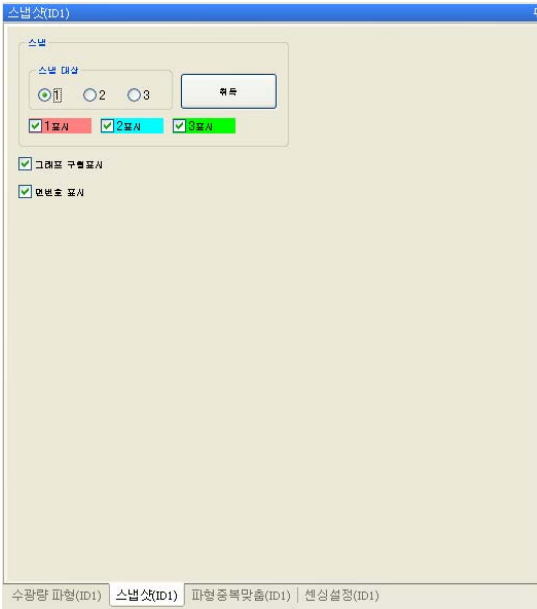 스냅샷(ID1)
스냅
스냅 대상
1 2 3
취득
1표시 2표시 3표시
그래프 구형표시
면번호 표시
수광량 파형(ID1) 스냅샷(ID1) 파형중복맞춤(ID1) 센싱설정(ID1)